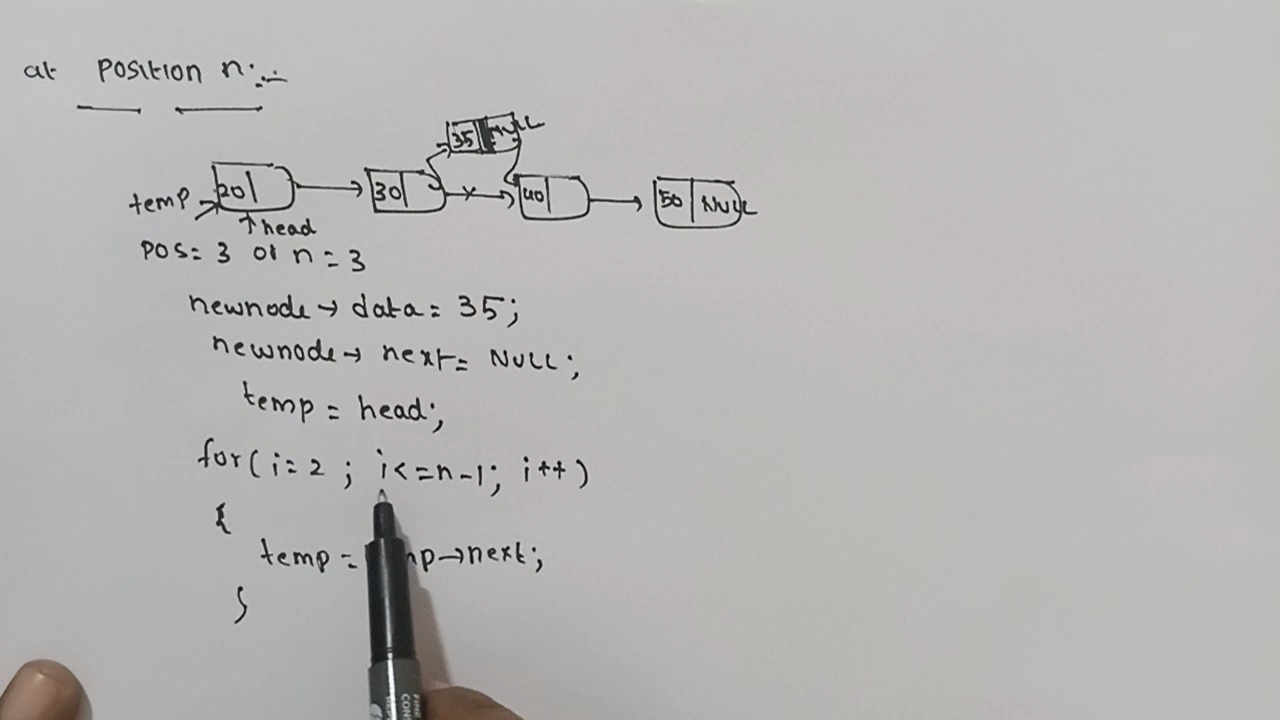 at position n:-
35 NULL
temp 20 30 40 50 NULL
head
pos= 3 or n = 3
newnode→data= 35;
newnode→next= NULL;
temp = head;
for(i=2; i<=n-1; i++)
{
temp = →next;
}